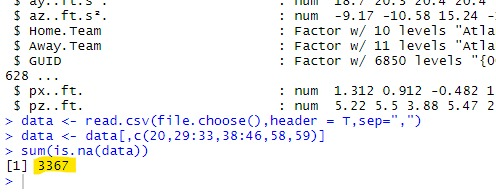 $ ay..ft.s². : num 18.7 20.3 20.4 20.4
$ az..ft.s². : num -9.17 -10.58 15.24 -
$ Home.Team : Factor w/ 10 levels "Atla
$ Away.Team : Factor w/ 11 levels "Atla
$ GUID : Factor w/ 6850 levels "{0
628 ...
$ px..ft. : num 1.312 0.912 -0.482 1
$ pz..ft. : num 5.22 5.5 3.88 5.47 2
> data <- read.csv(file.choose(),header = T,sep=",")
> data <- data[,c(20,29:33,38:46,58,59)]
> sum(is.na(data))
[1] 3367
>